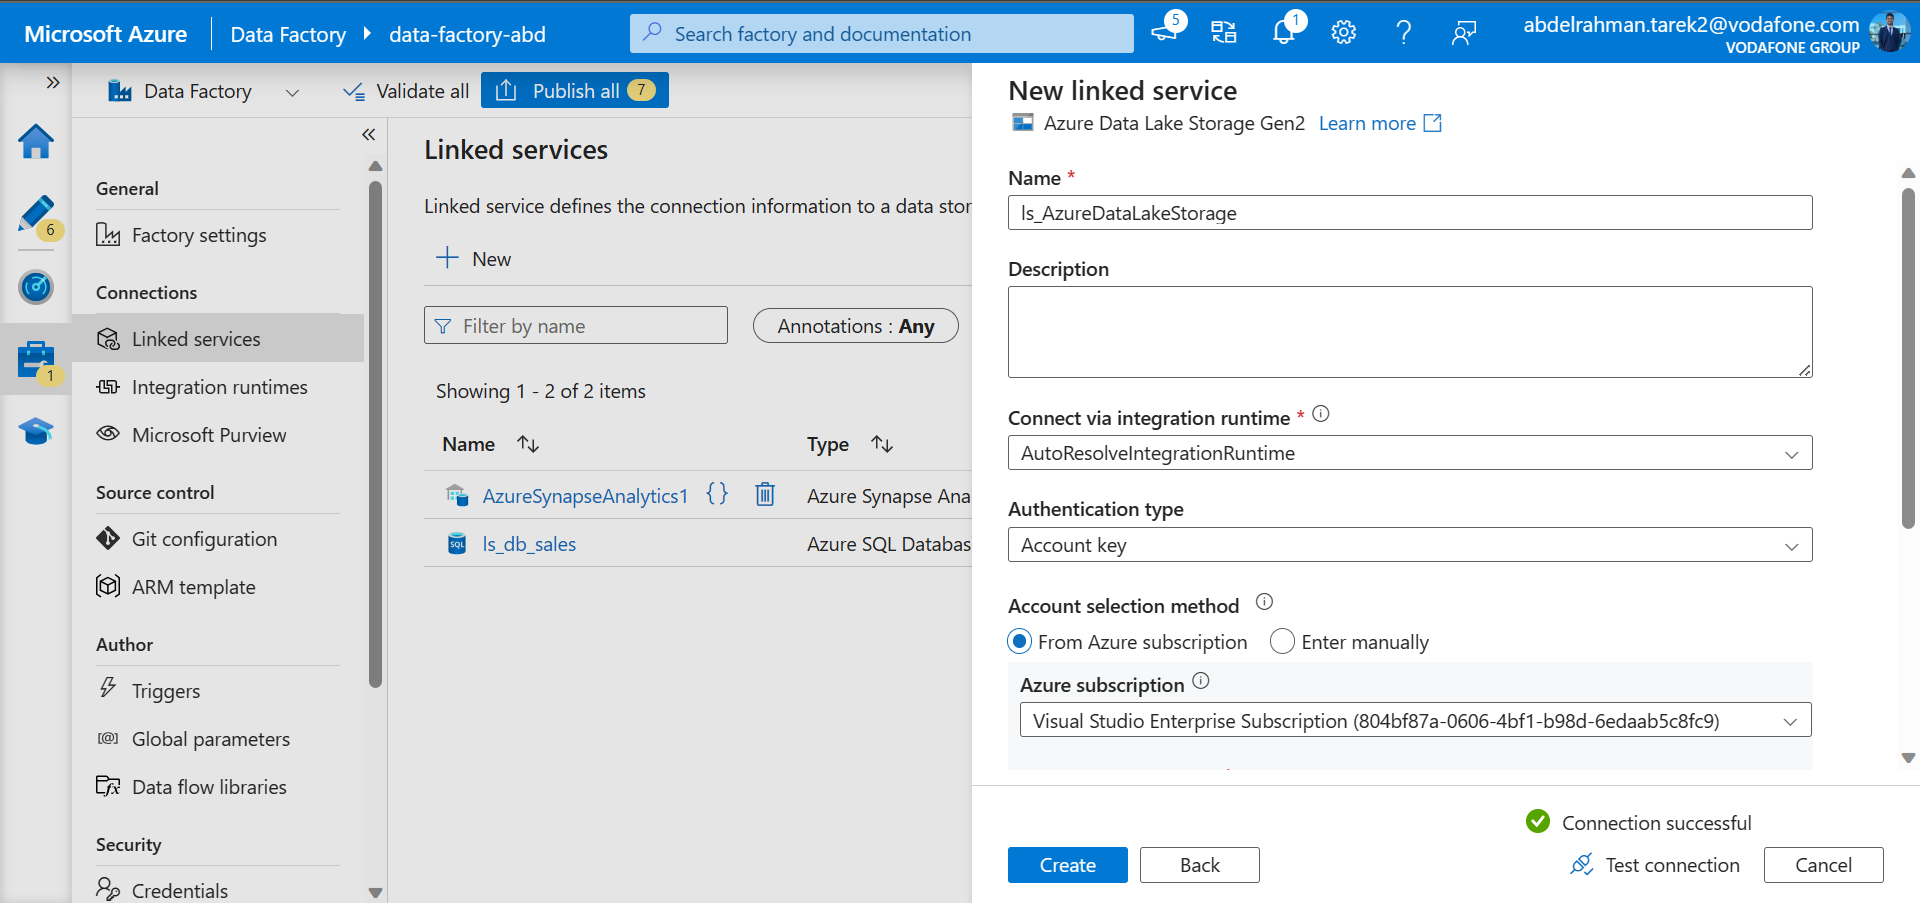 Microsoft Azure
Data Factory
data-factory-abd
Search factory and documentation
5
1
abdelrahman.tarek2@vodafone.com
VODAFONE GROUP
6
1
Data Factory
Validate all
Publish all 7
General
Factory settings
Connections
Linked services
Integration runtimes
Microsoft Purview
Source control
Git configuration
ARM template
Author
Triggers
Global parameters
Data flow libraries
Security
Credentials
Linked services
Linked service defines the connection information to a data stor
New
Filter by name
Annotations : Any
Showing 1 - 2 of 2 items
Name Type
AzureSynapseAnalytics1 {} Azure Synapse Ana
SQL ls_db_sales Azure SQL Databas
New linked service
Azure Data Lake Storage Gen2 Learn more
Name *
ls_AzureDataLakeStorage
Description
Connect via integration runtime *
AutoResolveIntegrationRuntime
Authentication type
Account key
Account selection method
From Azure subscription Enter manually
Azure subscription
Visual Studio Enterprise Subscription (804bf87a-0606-4bf1-b98d-6edaab5c8fc9)
Connection successful
Create Back Test connection Cancel